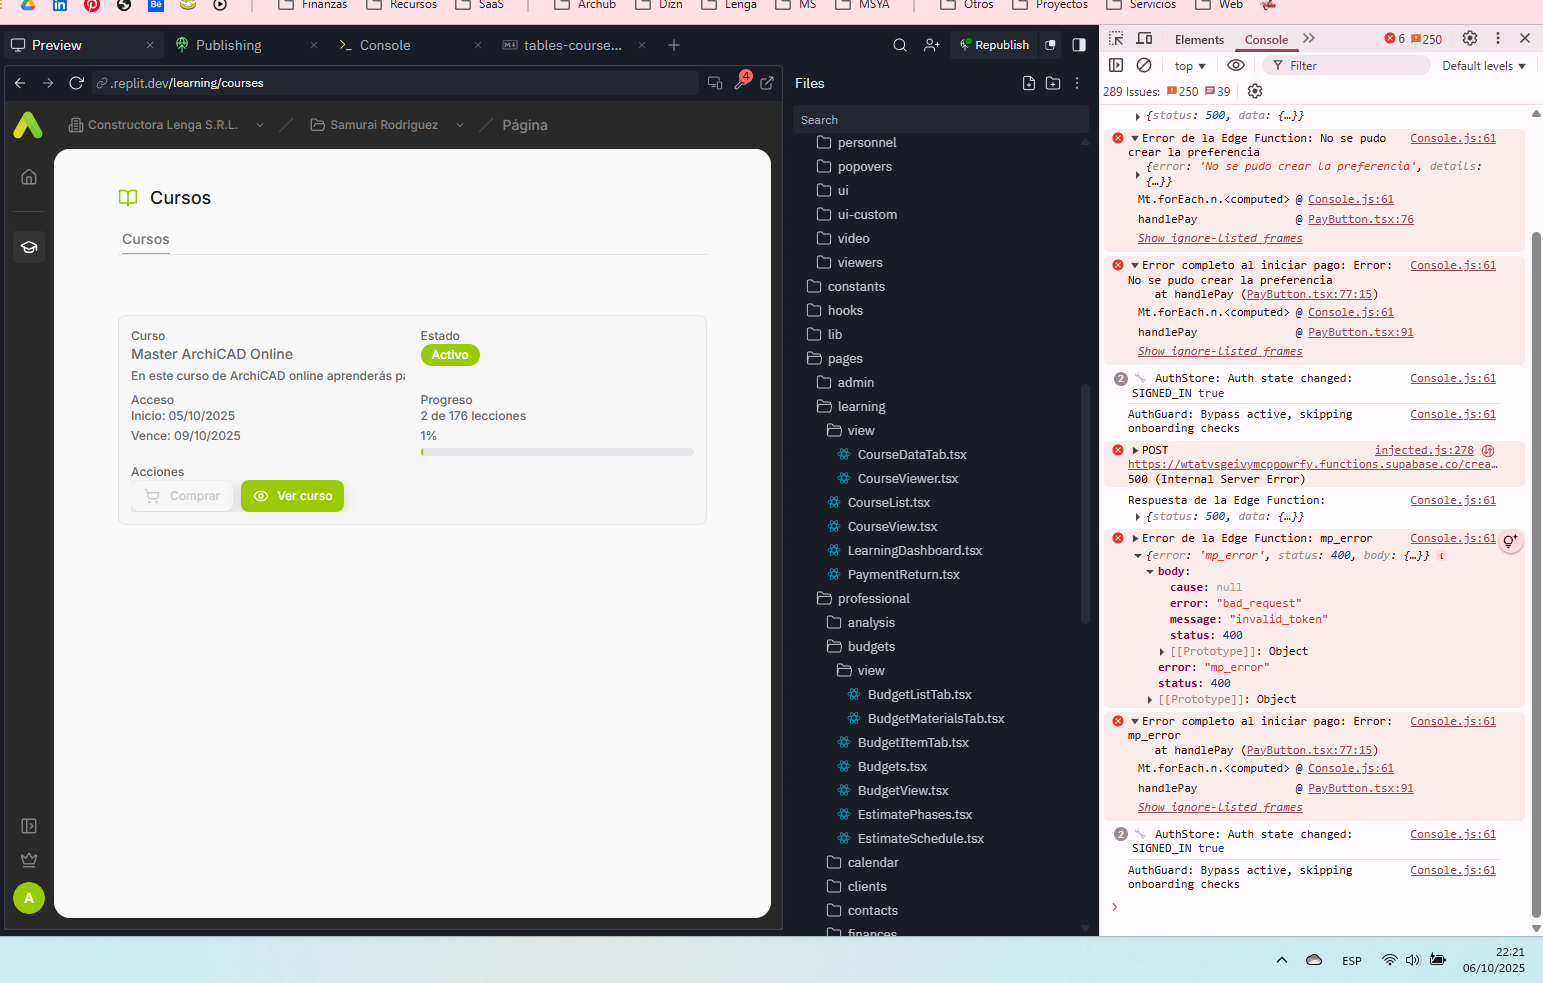 Finanzas
Recursos
SaaS
Archub
Dizn
Lenga
MS
MSYA
Otros
Proyectos
Servicios
Web
Preview
Publishing
Console
tables-course...
Republish
.replit.dev/learning/courses
4
Constructora Lenga S.R.L.
Samurai Rodriguez
Página
Cursos
Cursos
Curso
Master ArchiCAD Online
En este curso de ArchiCAD online aprenderás pa
Estado
Activo
Acceso
Inicio: 05/10/2025
Vence: 09/10/2025
Progreso
2 de 176 lecciones
1%
Acciones
Comprar
Ver curso
A
Files
Search
personnel
popovers
ui
ui-custom
video
viewers
constants
hooks
lib
pages
admin
learning
view
CourseDataTab.tsx
CourseViewer.tsx
CourseList.tsx
CourseView.tsx
LearningDashboard.tsx
PaymentReturn.tsx
professional
analysis
budgets
view
BudgetListTab.tsx
BudgetMaterialsTab.tsx
BudgetItemTab.tsx
Budgets.tsx
BudgetView.tsx
EstimatePhases.tsx
EstimateSchedule.tsx
calendar
clients
contacts
finances
Elements
Console
6
250
top
Filter
Default levels
289 Issues: 250 39
{status: 500, data: {…}}
Error de la Edge Function: No se pudo crear la preferencia Console.js:61
{error: 'No se pudo crear la preferencia', details: {…}}
Mt.forEach.n.<computed> @ Console.js:61
handlePay @ PayButton.tsx:76
Show ignore-listed frames
Error completo al iniciar pago: Error: Console.js:61
No se pudo crear la preferencia
at handlePay (PayButton.tsx:77:15)
Mt.forEach.n.<computed> @ Console.js:61
handlePay @ PayButton.tsx:91
Show ignore-listed frames
2 AuthStore: Auth state changed: Console.js:61
SIGNED_IN true
AuthGuard: Bypass active, skipping Console.js:61
onboarding checks
POST injected.js:278
https://wtatvsgeivymcppowrfy.functions.supabase.co/crea…
500 (Internal Server Error)
Respuesta de la Edge Function: Console.js:61
{status: 500, data: {…}}
Error de la Edge Function: mp_error Console.js:61
{error: 'mp_error', status: 400, body: {…}} i
body:
cause: null
error: "bad_request"
message: "invalid_token"
status: 400
[[Prototype]]: Object
error: "mp_error"
status: 400
[[Prototype]]: Object
Error completo al iniciar pago: Error: Console.js:61
mp_error
at handlePay (PayButton.tsx:77:15)
Mt.forEach.n.<computed> @ Console.js:61
handlePay @ PayButton.tsx:91
Show ignore-listed frames
2 AuthStore: Auth state changed: Console.js:61
SIGNED_IN true
AuthGuard: Bypass active, skipping Console.js:61
onboarding checks
ESP
22:21
06/10/2025